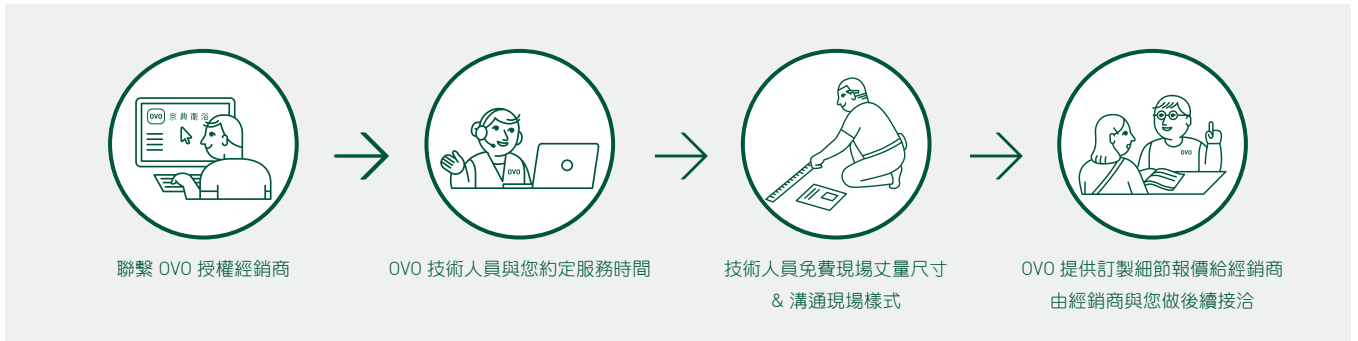 OVO 京典衛浴
OVO
OVO
聯繫 OVO 授權經銷商
OVO 技術人員與您約定服務時間
技術人員免費現場丈量尺寸
& 溝通現場樣式
OVO 提供訂製細節報價給經銷商
由經銷商與您做後續接洽